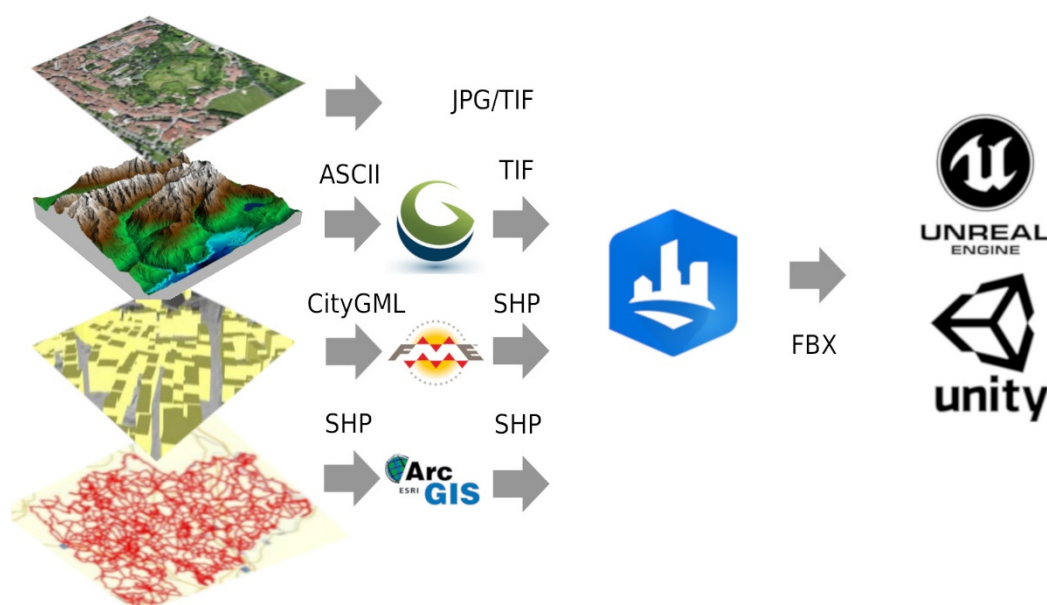 JPG/TIF
ASCII
TIF
UNREAL
ENGINE
CityGML
SHP
FME
FBX
unity
SHP
SHP
Arc
ESRI
GIS